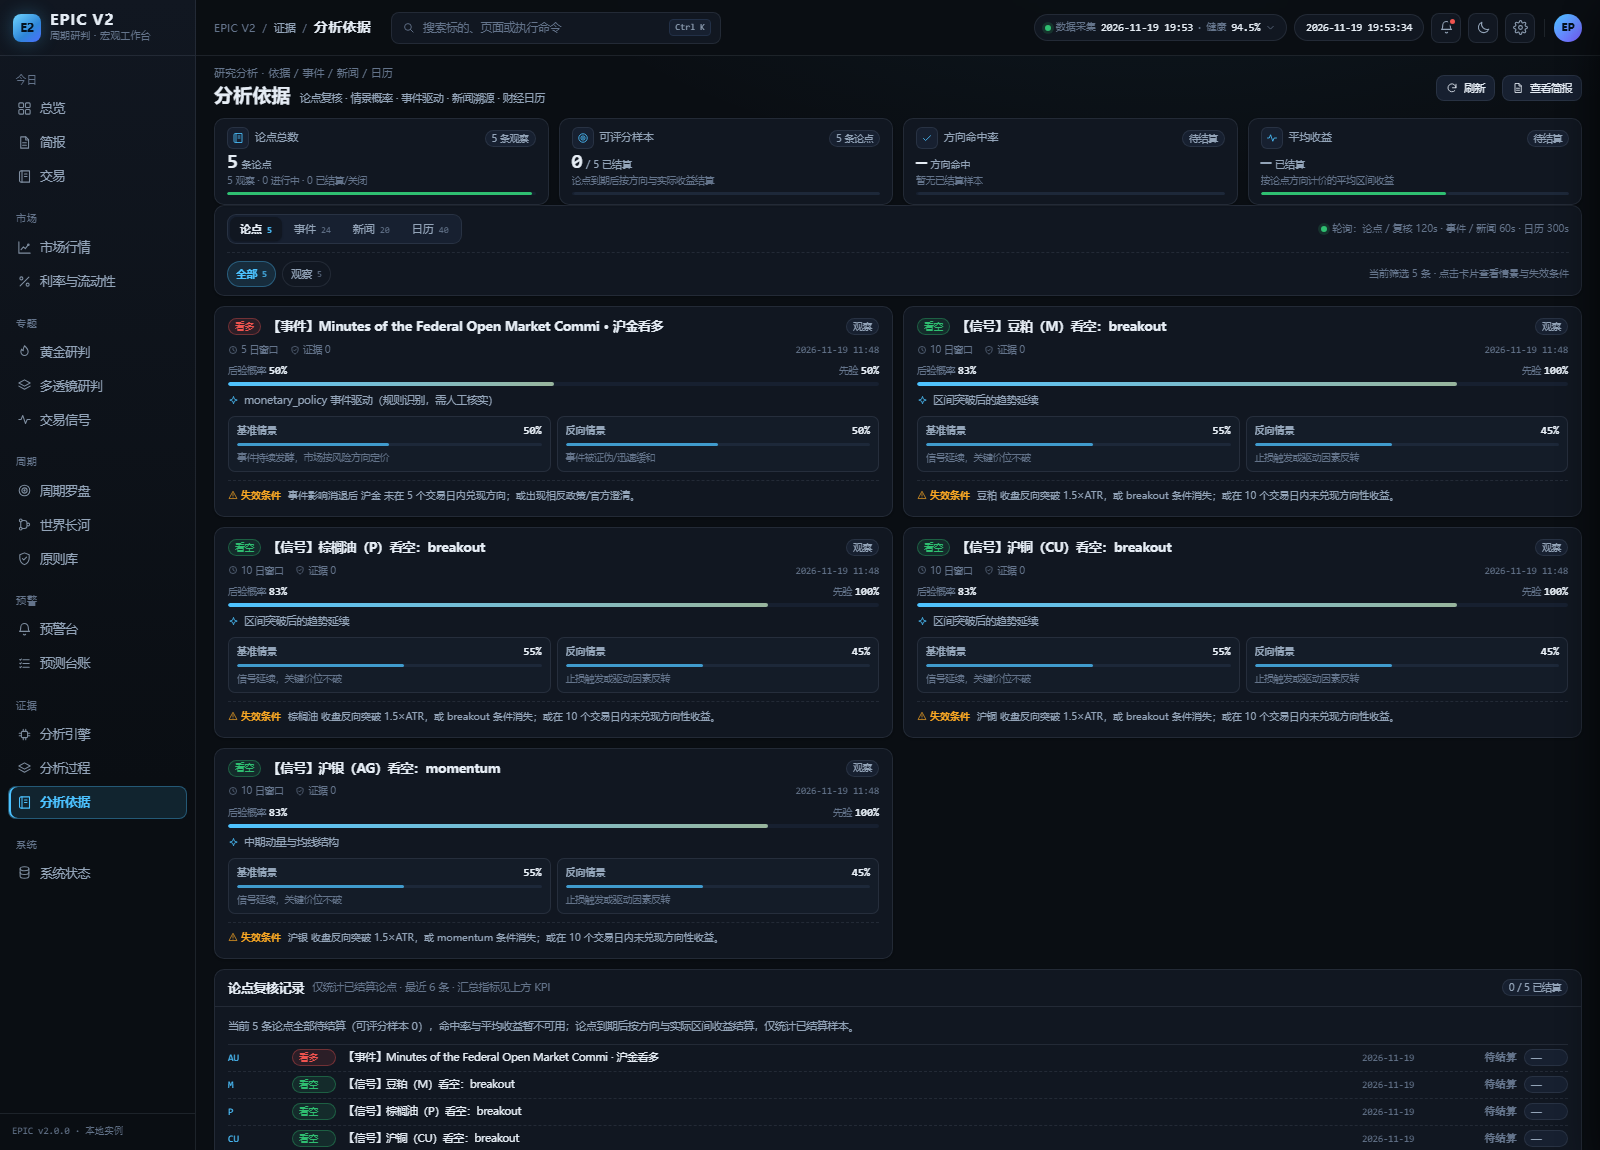 E2
EPIC V2
周期研判 · 宏观工作台
今日
总览
简报
交易
市场
市场行情
利率与流动性
专题
黄金研判
多透镜研判
交易信号
周期
周期罗盘
世界长河
原则库
预警
预警台
预测台账
证据
分析引擎
分析过程
分析依据
系统
系统状态
EPIC v2.0.0 · 本地实例
EPIC V2 / 证据 / 分析依据
搜索标的、页面或执行命令
Ctrl K
数据采集 2026-11-19 19:53 · 健康 94.5%
2026-11-19 19:53:34
EP
研究分析 · 依据 / 事件 / 新闻 / 日历
分析依据 论点复核 · 情景概率 · 事件驱动 · 新闻溯源 · 财经日历
刷新
查看简报
论点总数
5 条观察
5 条论点
5 观察 · 0 进行中 · 0 已结算/关闭
可评分样本
5 条论点
0 / 5 已结算
论点到期后按方向与实际收益结算
方向命中率
待结算
— 方向命中
暂无已结算样本
平均收益
待结算
— 已结算
按论点方向计价的平均区间收益
论点 5
事件 24
新闻 20
日历 40
轮询：论点 / 复核 120s · 事件 / 新闻 60s · 日历 300s
全部 5
观察 5
当前筛选 5 条 · 点击卡片查看情景与失效条件
看多 【事件】Minutes of the Federal Open Market Commi • 沪金看多 观察
5 日窗口 证据 0 2026-11-19 11:48
后验概率 50% 先验 50%
monetary_policy 事件驱动（规则识别，需人工核实）
基准情景 50%
事件持续发酵，市场按风险方向定价
反向情景 50%
事件被证伪/迅速缓和
失效条件 事件影响消退后 沪金 未在 5 个交易日内兑现方向；或出现相反政策/官方澄清。
看空 【信号】豆粕（M）看空：breakout 观察
10 日窗口 证据 0 2026-11-19 11:48
后验概率 83% 先验 100%
区间突破后的趋势延续
基准情景 55%
信号延续，关键价位不破
反向情景 45%
止损触发或驱动因素反转
失效条件 豆粕 收盘反向突破 1.5×ATR，或 breakout 条件消失；或在 10 个交易日内未兑现方向性收益。
看空 【信号】棕榈油（P）看空：breakout 观察
10 日窗口 证据 0 2026-11-19 11:48
后验概率 83% 先验 100%
区间突破后的趋势延续
基准情景 55%
信号延续，关键价位不破
反向情景 45%
止损触发或驱动因素反转
失效条件 棕榈油 收盘反向突破 1.5×ATR，或 breakout 条件消失；或在 10 个交易日内未兑现方向性收益。
看空 【信号】沪铜（CU）看空：breakout 观察
10 日窗口 证据 0 2026-11-19 11:48
后验概率 83% 先验 100%
区间突破后的趋势延续
基准情景 55%
信号延续，关键价位不破
反向情景 45%
止损触发或驱动因素反转
失效条件 沪铜 收盘反向突破 1.5×ATR，或 breakout 条件消失；或在 10 个交易日内未兑现方向性收益。
看空 【信号】沪银（AG）看空：momentum 观察
10 日窗口 证据 0 2026-11-19 11:48
后验概率 83% 先验 100%
中期动量与均线结构
基准情景 55%
信号延续，关键价位不破
反向情景 45%
止损触发或驱动因素反转
失效条件 沪银 收盘反向突破 1.5×ATR，或 momentum 条件消失；或在 10 个交易日内未兑现方向性收益。
论点复核记录 仅统计已结算论点 · 最近 6 条 · 汇总指标见上方 KPI 0 / 5 已结算
当前 5 条论点全部待结算（可评分样本 0），命中率与平均收益暂不可用；论点到期后按方向与实际区间收益结算，仅统计已结算样本。
AU 看多 【事件】Minutes of the Federal Open Market Commi · 沪金看多 2026-11-19 待结算 —
M 看空 【信号】豆粕（M）看空：breakout 2026-11-19 待结算 —
P 看空 【信号】棕榈油（P）看空：breakout 2026-11-19 待结算 —
CU 看空 【信号】沪铜（CU）看空：breakout 2026-11-19 待结算 —